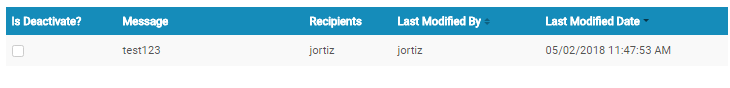 Is Deactivate? Message Recipients Last Modified By Last Modified Date
test123 jortiz jortiz 05/02/2018 11:47:53 AM